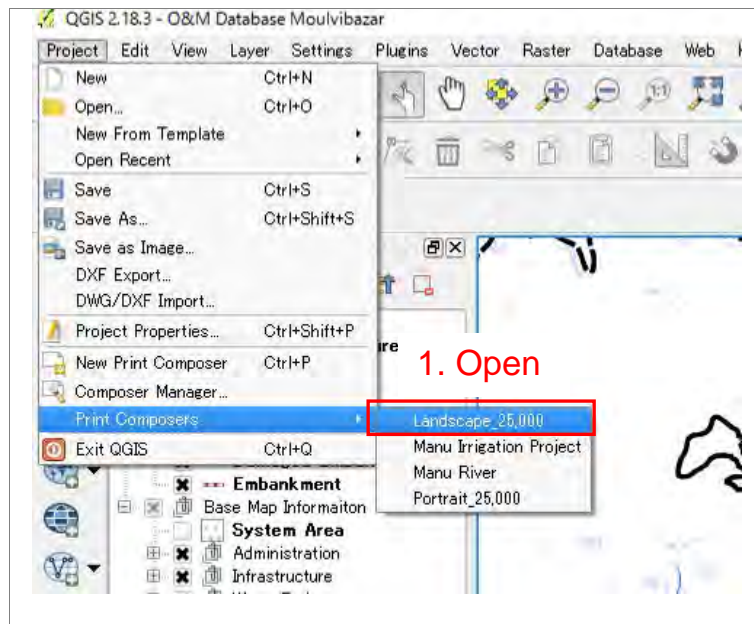 QGIS 2.18.3 - O&M Database Moulvibazar
Project Edit View Layer Settings Plugins Vector Raster Database Web
New Ctrl+N
Open... Ctrl+O
New From Template
Open Recent
Save Ctrl+S
Save As... Ctrl+Shift+S
Save as Image...
DXF Export...
DWG/DXF Import...
Project Properties... Ctrl+Shift+P
New Print Composer Ctrl+P
Composer Manager...
Print Composers
Exit QGIS Ctrl+Q
1. Open
Landscape_25,000
Manu Irrigation Project
Manu River
Portrait_25,000
Embankment
Base Map Informaiton
System Area
Administration
Infrastructure